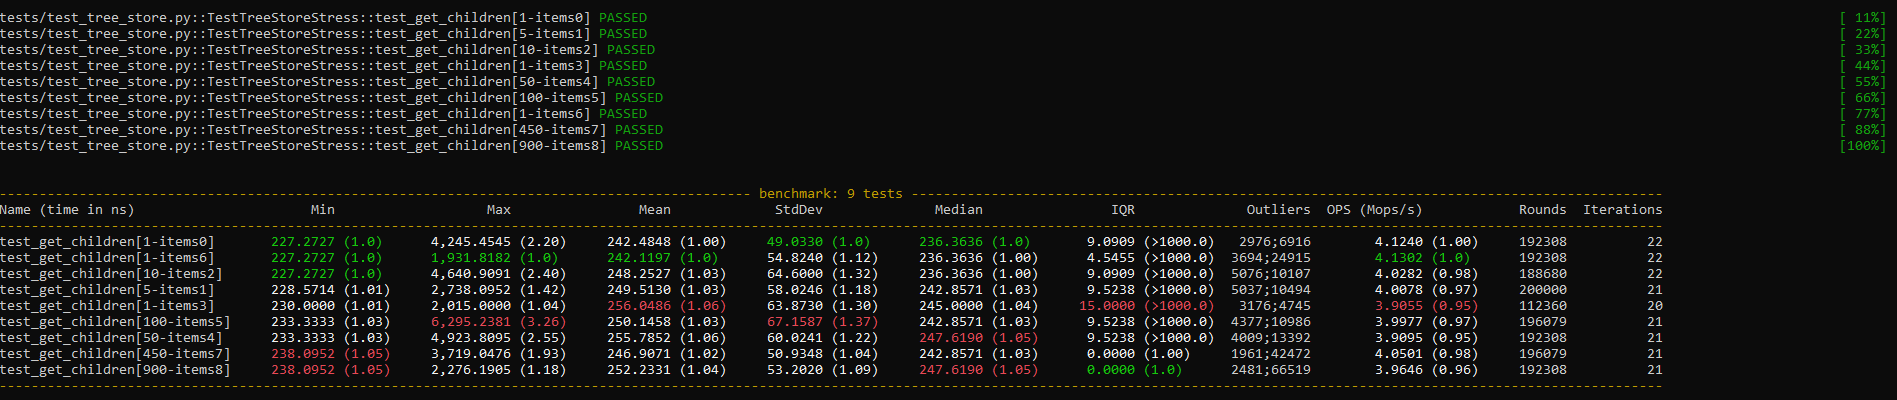 tests/test_tree_store.py::TestTreeStoreStress::test_get_children[1-items0] PASSED [ 11%]
tests/test_tree_store.py::TestTreeStoreStress::test_get_children[5-items1] PASSED [ 22%]
tests/test_tree_store.py::TestTreeStoreStress::test_get_children[10-items2] PASSED [ 33%]
tests/test_tree_store.py::TestTreeStoreStress::test_get_children[1-items3] PASSED [ 44%]
tests/test_tree_store.py::TestTreeStoreStress::test_get_children[50-items4] PASSED [ 55%]
tests/test_tree_store.py::TestTreeStoreStress::test_get_children[100-items5] PASSED [ 66%]
tests/test_tree_store.py::TestTreeStoreStress::test_get_children[1-items6] PASSED [ 77%]
tests/test_tree_store.py::TestTreeStoreStress::test_get_children[450-items7] PASSED [ 88%]
tests/test_tree_store.py::TestTreeStoreStress::test_get_children[900-items8] PASSED [100%]
benchmark: 9 tests
Name (time in ns) Min Max Mean StdDev Median IQR Outliers OPS (Mops/s) Rounds Iterations
test_get_children[1-items0] 227.2727 (1.0) 4,245.4545 (2.20) 242.4848 (1.00) 49.0330 (1.0) 236.3636 (1.0) 9.0909 (>1000.0) 2976;6916 4.1240 (1.00) 192308 22
test_get_children[1-items6] 227.2727 (1.0) 1,931.8182 (1.0) 242.1197 (1.0) 54.8240 (1.12) 236.3636 (1.00) 4.5455 (>1000.0) 3694;24915 4.1302 (1.0) 192308 22
test_get_children[10-items2] 227.2727 (1.0) 4,640.9091 (2.40) 248.2527 (1.03) 64.6000 (1.32) 236.3636 (1.00) 9.0909 (>1000.0) 5076;10107 4.0282 (0.98) 188680 22
test_get_children[5-items1] 228.5714 (1.01) 2,738.0952 (1.42) 249.5130 (1.03) 58.0246 (1.18) 242.8571 (1.03) 9.5238 (>1000.0) 5037;10494 4.0078 (0.97) 200000 21
test_get_children[1-items3] 230.0000 (1.01) 2,015.0000 (1.04) 256.0486 (1.06) 63.8730 (1.30) 245.0000 (1.04) 15.0000 (>1000.0) 3176;4745 3.9055 (0.95) 112360 20
test_get_children[100-items5] 233.3333 (1.03) 6,295.2381 (3.26) 250.1458 (1.03) 67.1587 (1.37) 242.8571 (1.03) 9.5238 (>1000.0) 4377;10986 3.9977 (0.97) 196079 21
test_get_children[50-items4] 233.3333 (1.03) 4,923.8095 (2.55) 255.7852 (1.06) 60.0241 (1.22) 247.6190 (1.05) 9.5238 (>1000.0) 4009;13392 3.9095 (0.95) 192308 21
test_get_children[450-items7] 238.0952 (1.05) 3,719.0476 (1.93) 246.9071 (1.02) 50.9348 (1.04) 242.8571 (1.03) 0.0000 (1.00) 1961;42472 4.0501 (0.98) 196079 21
test_get_children[900-items8] 238.0952 (1.05) 2,276.1905 (1.18) 252.2331 (1.04) 53.2020 (1.09) 247.6190 (1.05) 0.0000 (1.0) 2481;66519 3.9646 (0.96) 192308 21